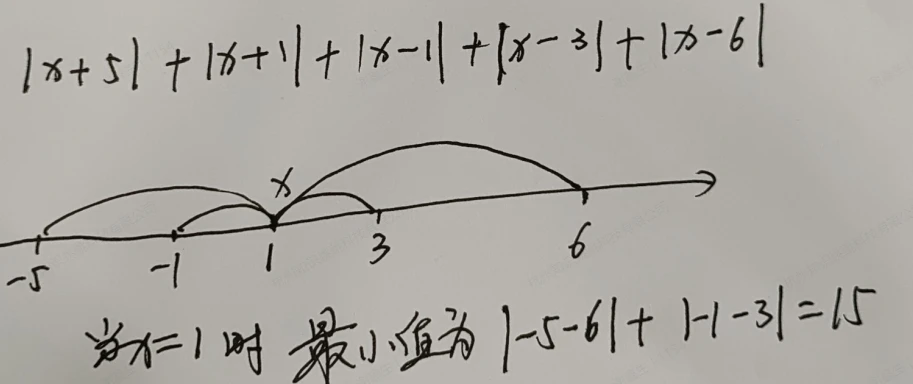 |x+5| + |x+1| + |x-1| + |x-3| + |x-6|
x
-5 -1 1 3 6
当x=1时 最小值为 |-5-6| + |-1-3| = 15